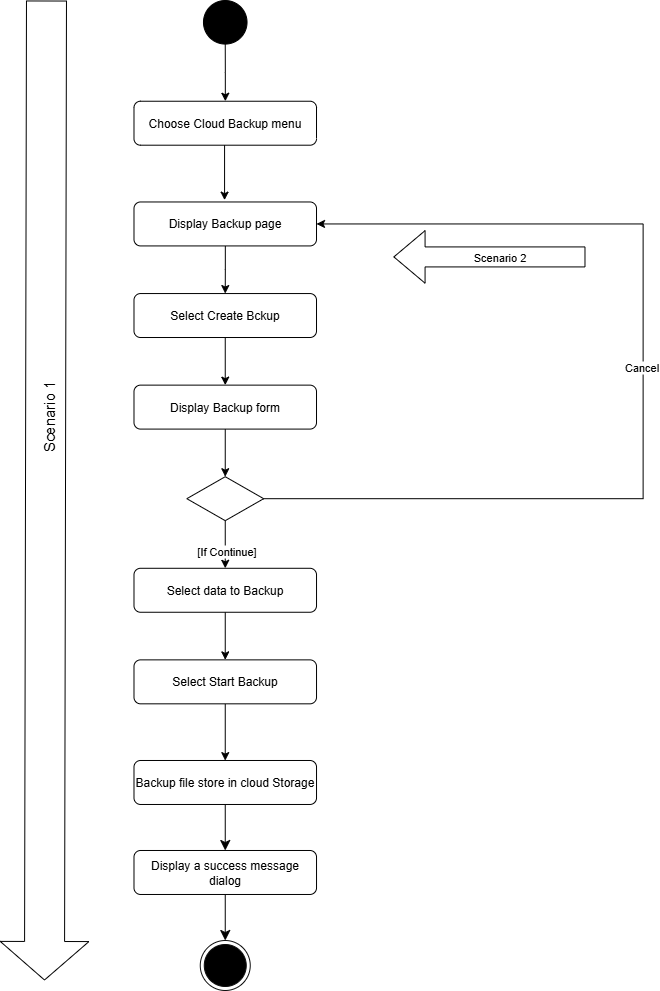 Choose Cloud Backup menu
Display Backup page
Scenario 2
Select Create Bckup
Cancel
Scenario 1
Display Backup form
[If Continue]
Select data to Backup
Select Start Backup
Backup file store in cloud Storage
Display a success message
dialog